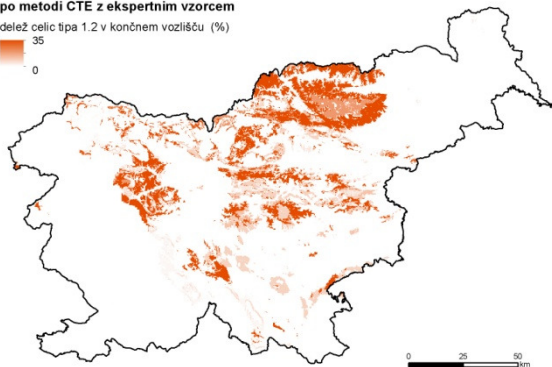 po metodi CTE z ekspertnim vzorcem
delež celic tipa 1.2 v končnem vozlišču (%)
35
0
0 25 50
km